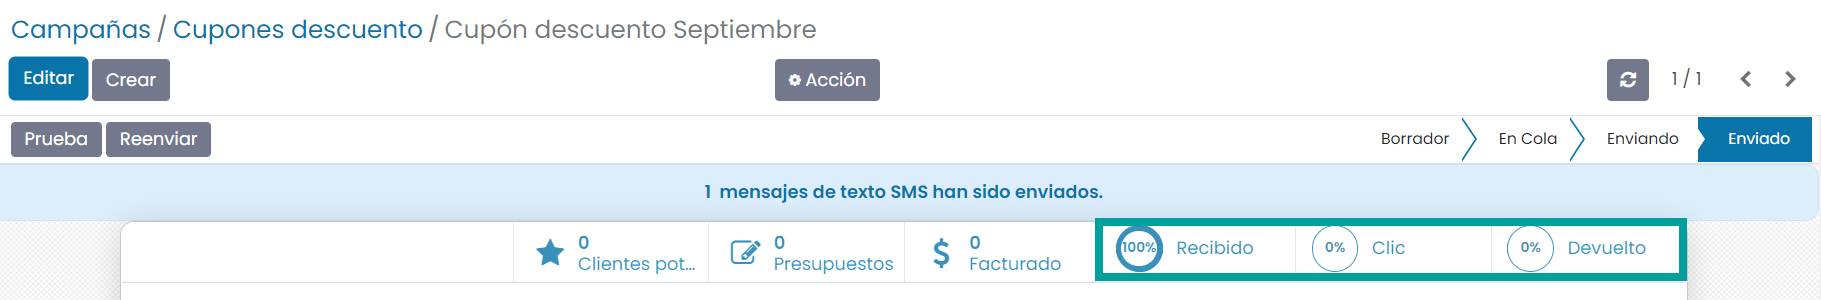 Campañas / Cupones descuento / Cupón descuento Septiembre
Editar Crear Acción 1 / 1
Prueba Reenviar Borrador En Cola Enviando Enviado
1 mensajes de texto SMS han sido enviados.
0 Clientes pot... 0 Presupuestos 0 Facturado 100% Recibido 0% Clic 0% Devuelto